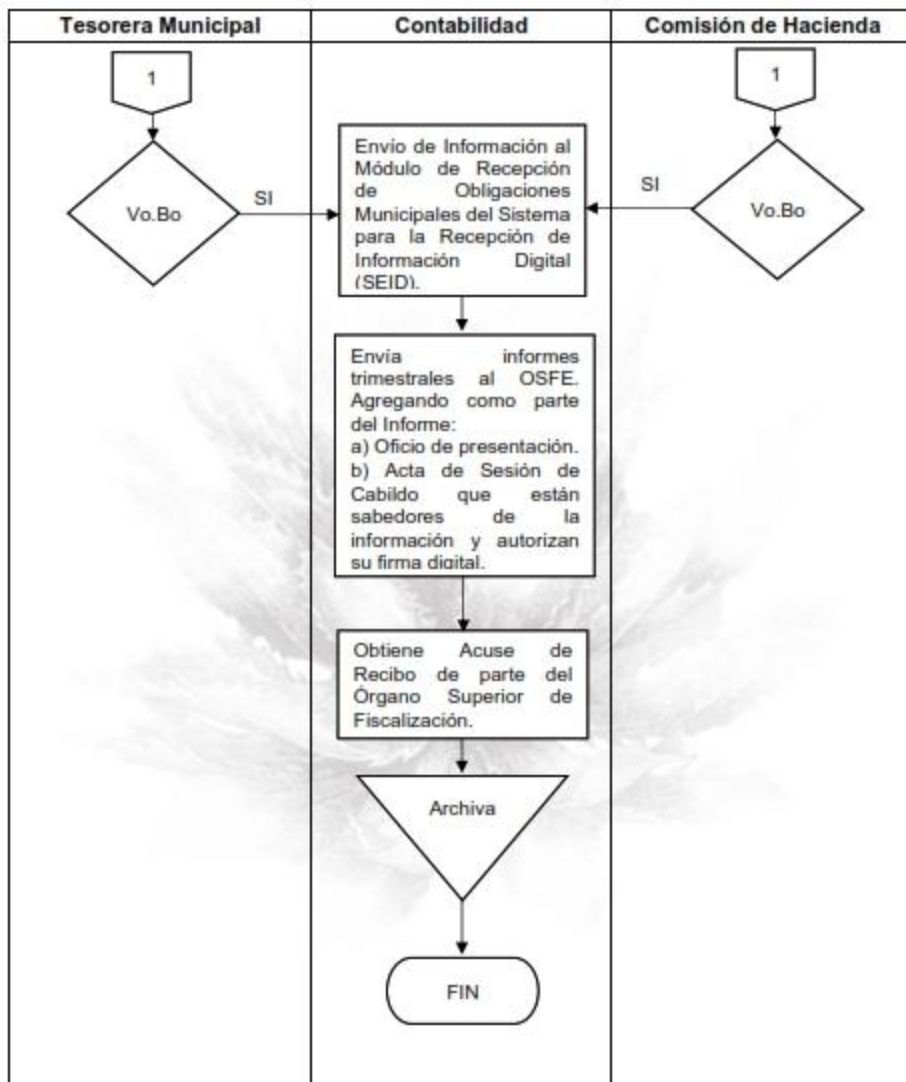 Tesorera Municipal
Contabilidad
Comisión de Hacienda
1
1
Vo.Bo
SI
Envío de Información al
Módulo de Recepción
de Obligaciones
Municipales del Sistema
para la Recepción de
Información Digital
(SEID).
SI
Vo.Bo
Envía informes
trimestrales al OSFE.
Agregando como parte
del Informe:
a) Oficio de presentación.
b) Acta de Sesión de
Cabildo que están
sabedores de la
información y autorizan
su firma digital.
Obtiene Acuse de
Recibo de parte del
Órgano Superior de
Fiscalización.
Archiva
FIN